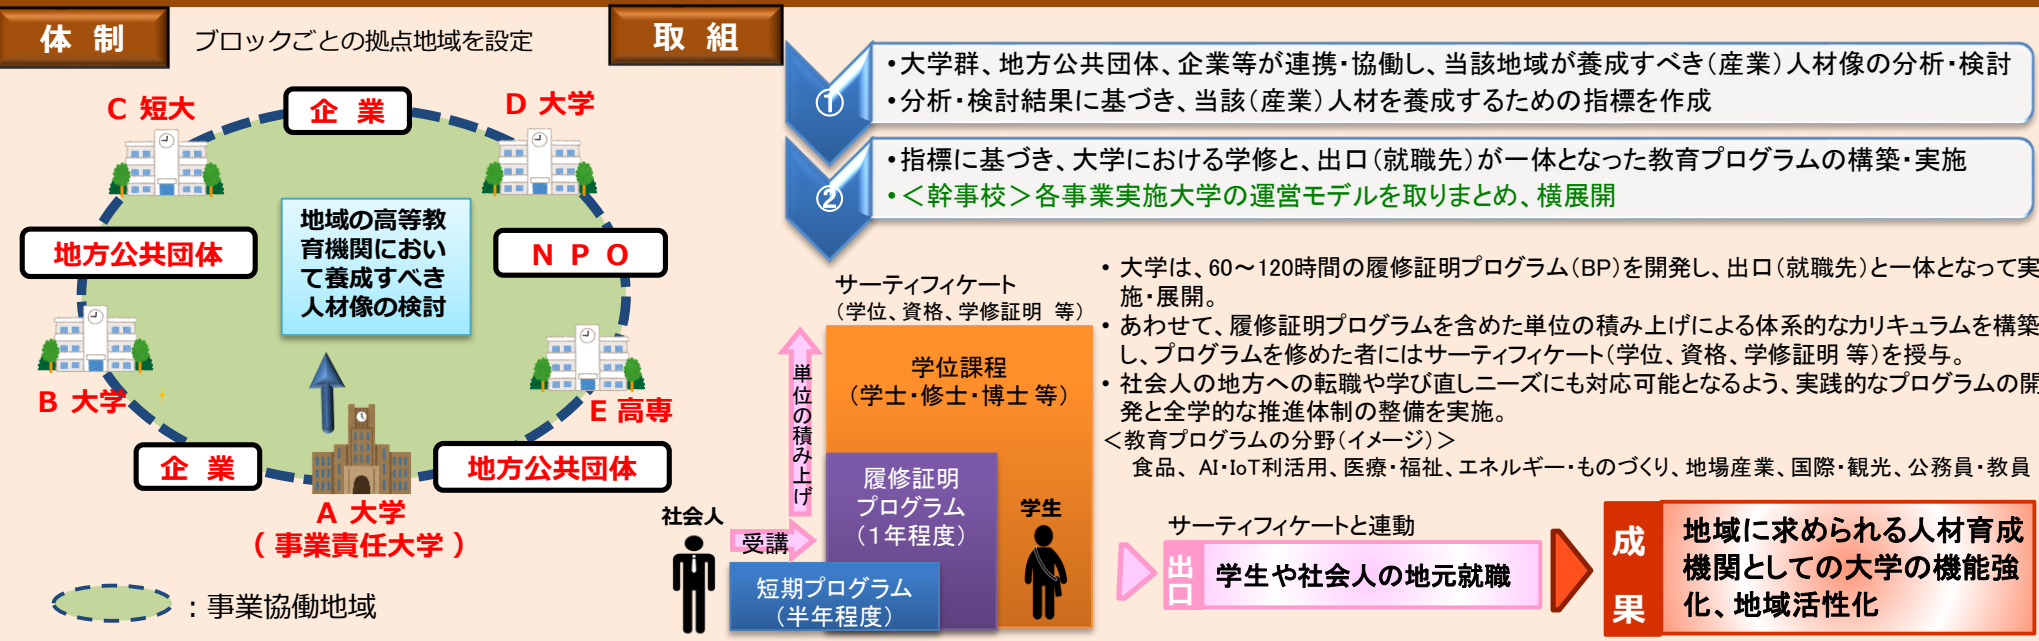 体 制
ブロックごとの拠点地域を設定
C 短大
企 業
D 大学
地方公共団体
地域の高等教
育機関におい
て養成すべき
人材像の検討
N P O
B 大学
E 高専
企 業
地方公共団体
A 大学
( 事業責任大学 )
:事業協働地域
取 組
①
・大学群、地方公共団体、企業等が連携・協働し、当該地域が養成すべき(産業)人材像の分析・検討
・分析・検討結果に基づき、当該(産業)人材を養成するための指標を作成
②
・指標に基づき、大学における学修と、出口(就職先)が一体となった教育プログラムの構築・実施
・<幹事校>各事業実施大学の運営モデルを取りまとめ、横展開
サーティフィケート
(学位、資格、学修証明 等)
単位の積み上げ
学位課程
(学士・修士・博士 等)
履修証明
プログラム
(1年程度)
学生
社会人
受講
短期プログラム
(半年程度)
• 大学は、60~120時間の履修証明プログラム(BP)を開発し、出口(就職先)と一体となって実
施・展開。
• あわせて、履修証明プログラムを含めた単位の積み上げによる体系的なカリキュラムを構築
し、プログラムを修めた者にはサーティフィケート(学位、資格、学修証明 等)を授与。
• 社会人の地方への転職や学び直しニーズにも対応可能となるよう、実践的なプログラムの開
発と全学的な推進体制の整備を実施。
<教育プログラムの分野(イメージ)>
食品、AI・IoT利活用、医療・福祉、エネルギー・ものづくり、地場産業、国際・観光、公務員・教員
サーティフィケートと連動
出口
学生や社会人の地元就職
成果
地域に求められる人材育成
機関としての大学の機能強
化、地域活性化